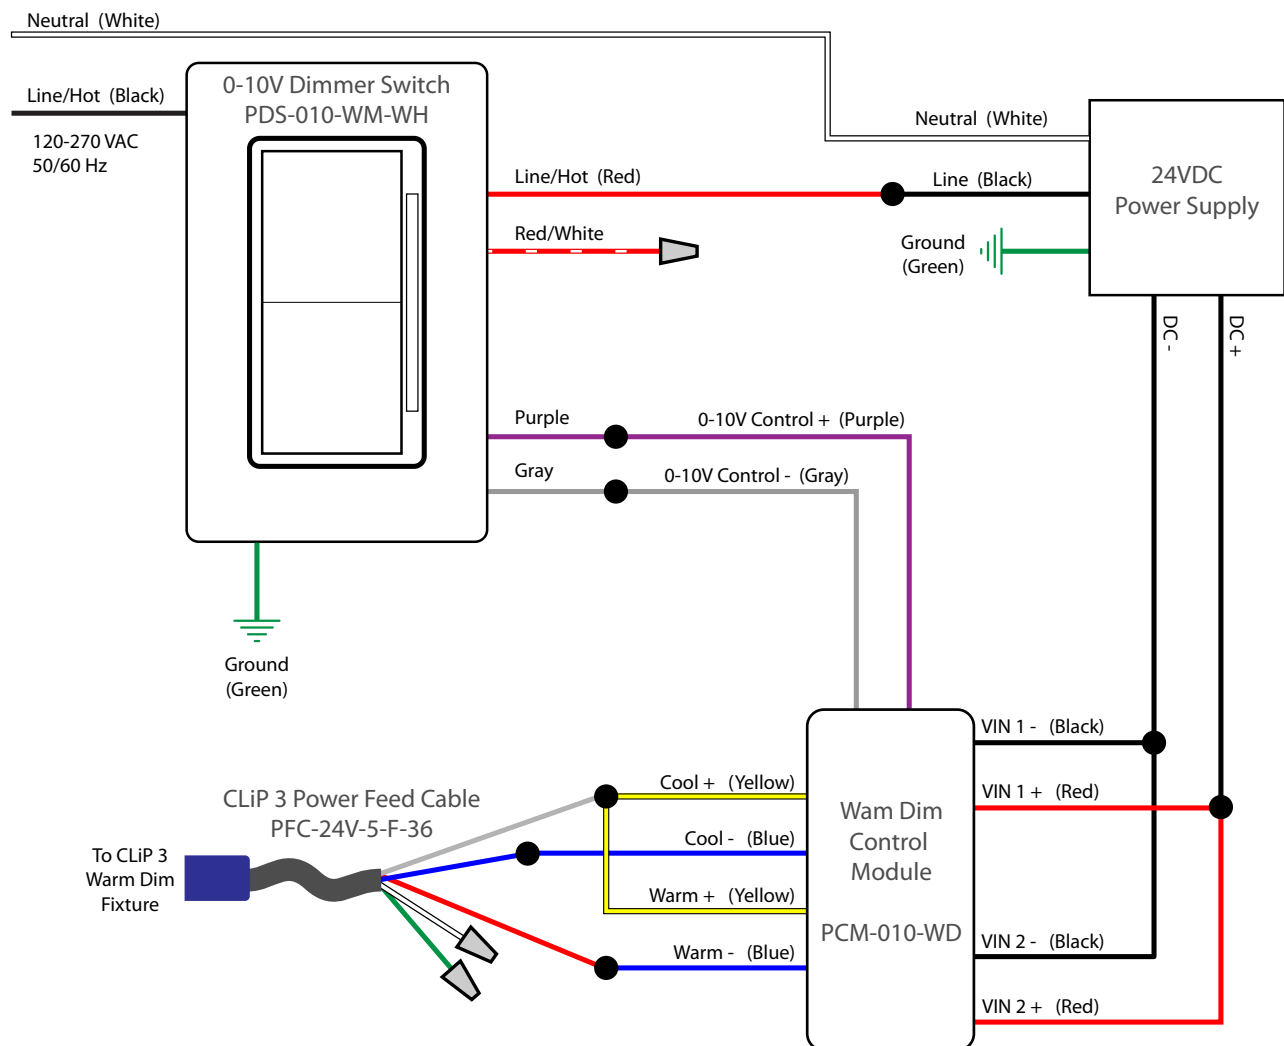 Neutral (White)
Line/Hot (Black)
120-270 VAC
50/60 Hz
0-10V Dimmer Switch
PDS-010-WM-WH
Line/Hot (Red)
Red/White
Neutral (White)
Line (Black)
Ground
(Green)
24VDC
Power Supply
DC -
DC +
Purple
0-10V Control + (Purple)
Gray
0-10V Control - (Gray)
Ground
(Green)
CLiP 3 Power Feed Cable
PFC-24V-5-F-36
To CLiP 3
Warm Dim
Fixture
Cool + (Yellow)
Cool - (Blue)
Warm + (Yellow)
Warm - (Blue)
Wam Dim
Control
Module
PCM-010-WD
VIN 1 - (Black)
VIN 1 + (Red)
VIN 2 - (Black)
VIN 2 + (Red)